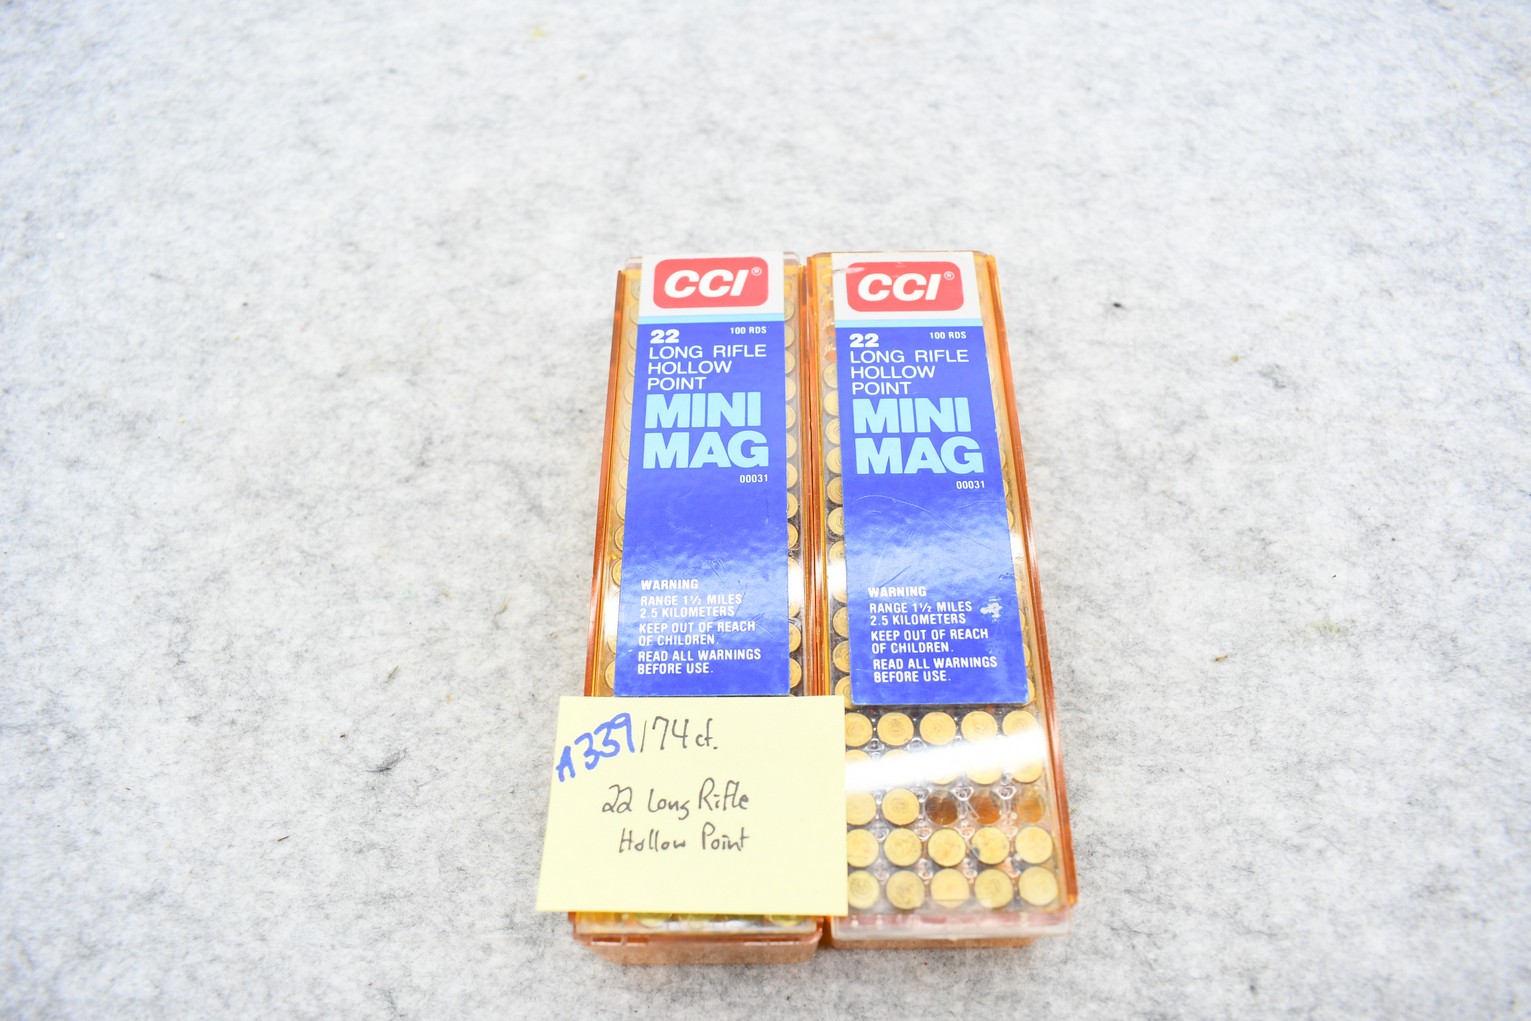 CCI®
22 100 RDS
LONG RIFLE
HOLLOW
POINT
MINI
MAG
00031
WARNING
RANGE 1½ MILES
2.5 KILOMETERS
KEEP OUT OF REACH
OF CHILDREN.
READ ALL WARNINGS
BEFORE USE.
CCI®
22 100 RDS
LONG RIFLE
HOLLOW
POINT
MINI
MAG
00031
WARNING
RANGE 1½ MILES
2.5 KILOMETERS
KEEP OUT OF REACH
OF CHILDREN.
READ ALL WARNINGS
BEFORE USE.
A339 174 ct.
22 Long Rifle
Hollow Point